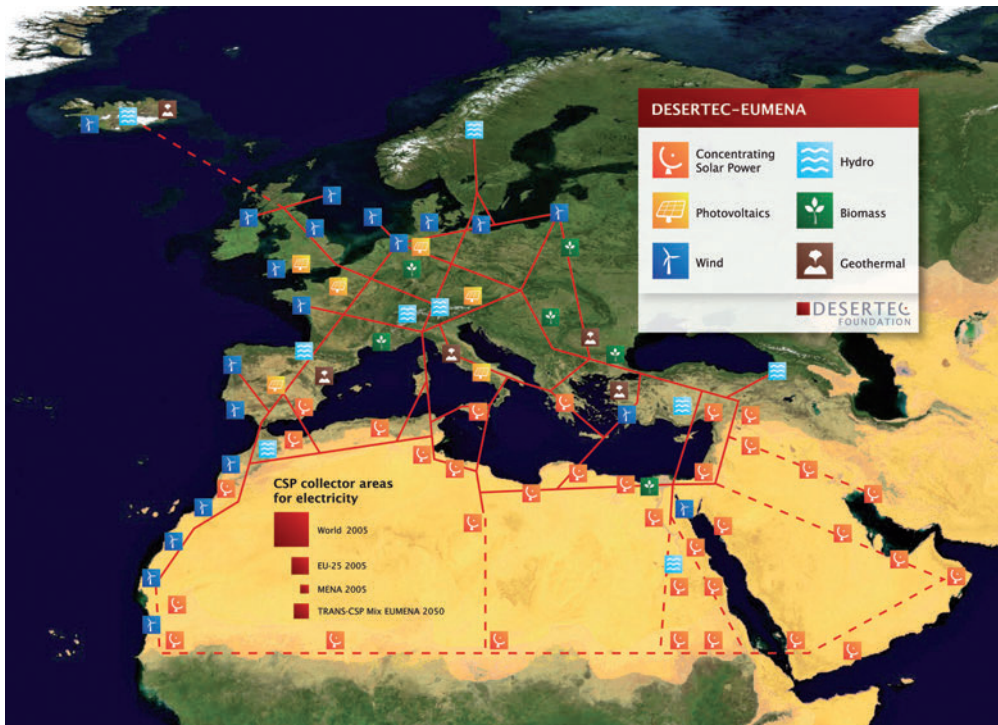 DESERTEC–EUMENA
Concentrating
Solar Power
Hydro
Photovoltaics
Biomass
Wind
Geothermal
DESERTEC
FOUNDATION
CSP collector areas
for electricity
World 2005
EU-25 2005
MENA 2005
TRANS-CSP Mix EUMENA 2050